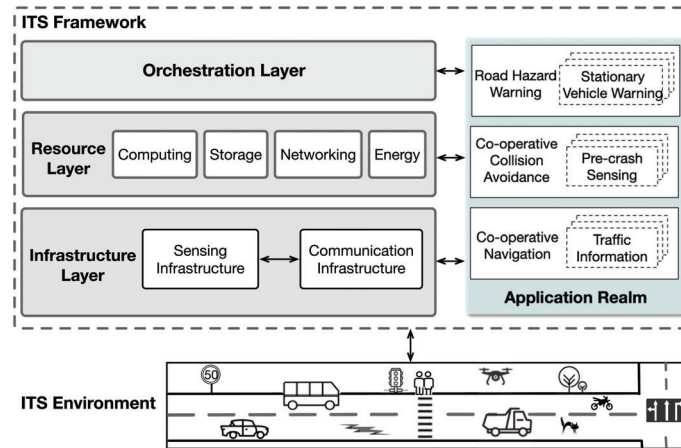 ITS Framework
Orchestration Layer
Resource
Layer
Computing
Storage
Networking
Energy
Infrastructure
Layer
Sensing
Infrastructure
Communication
Infrastructure
Road Hazard
Warning
Stationary
Vehicle Warning
Co-operative
Collision
Avoidance
Pre-crash
Sensing
Co-operative
Navigation
Traffic
Information
Application Realm
ITS Environment
50